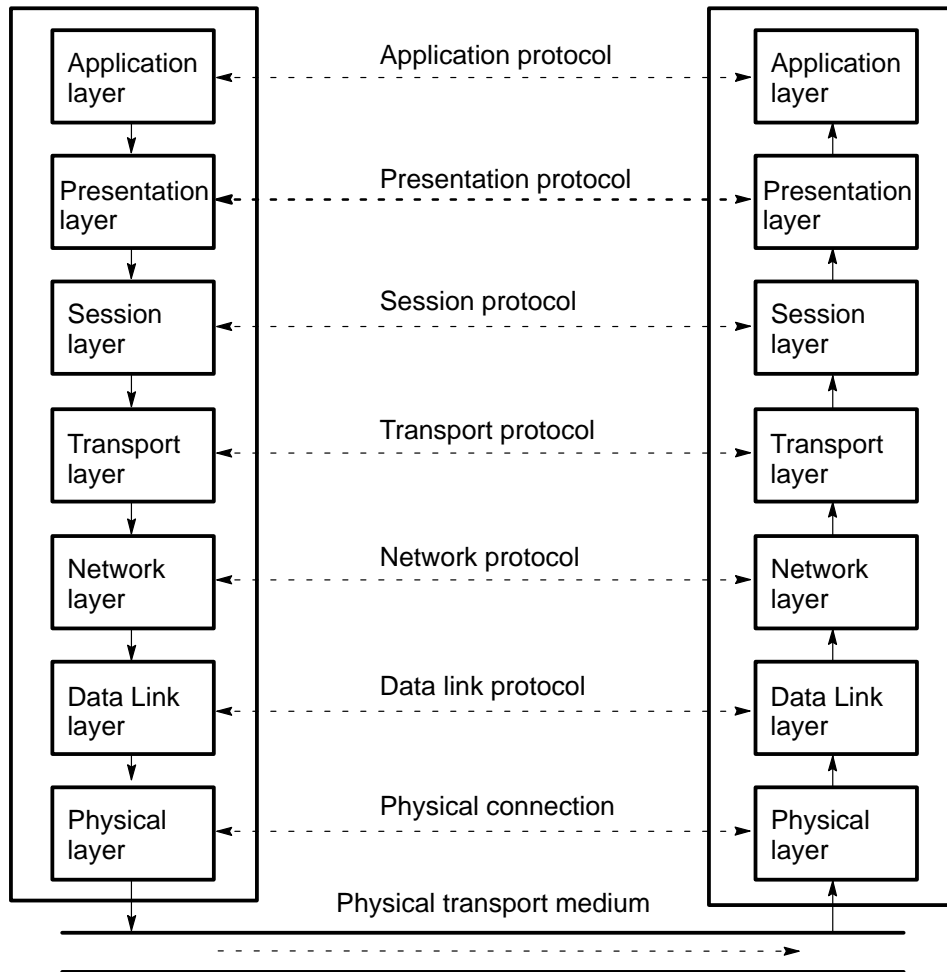 Application protocol
Application
layer
Application
layer
Presentation protocol
Presentation
layer
Presentation
layer
Session protocol
Session
layer
Session
layer
Transport protocol
Transport
layer
Transport
layer
Network protocol
Network
layer
Network
layer
Data link protocol
Data Link
layer
Data Link
layer
Physical connection
Physical
layer
Physical
layer
Physical transport medium